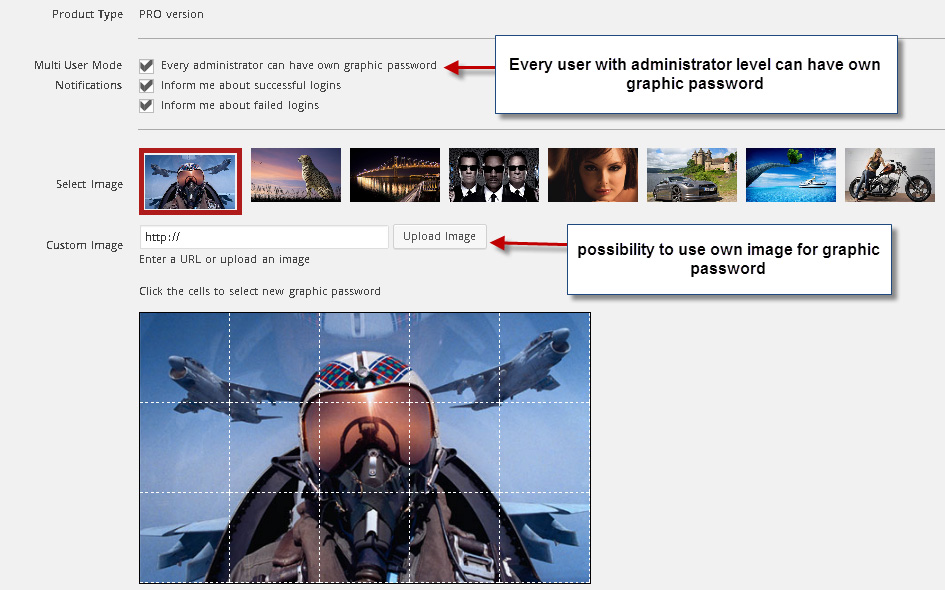 Product Type PRO version
Multi User Mode Every administrator can have own graphic password
Notifications Inform me about successful logins
Inform me about failed logins
Every user with administrator level can have own
graphic password
Select Image
Custom Image http:// Upload Image
Enter a URL or upload an image
possibility to use own image for graphic
password
Click the cells to select new graphic password